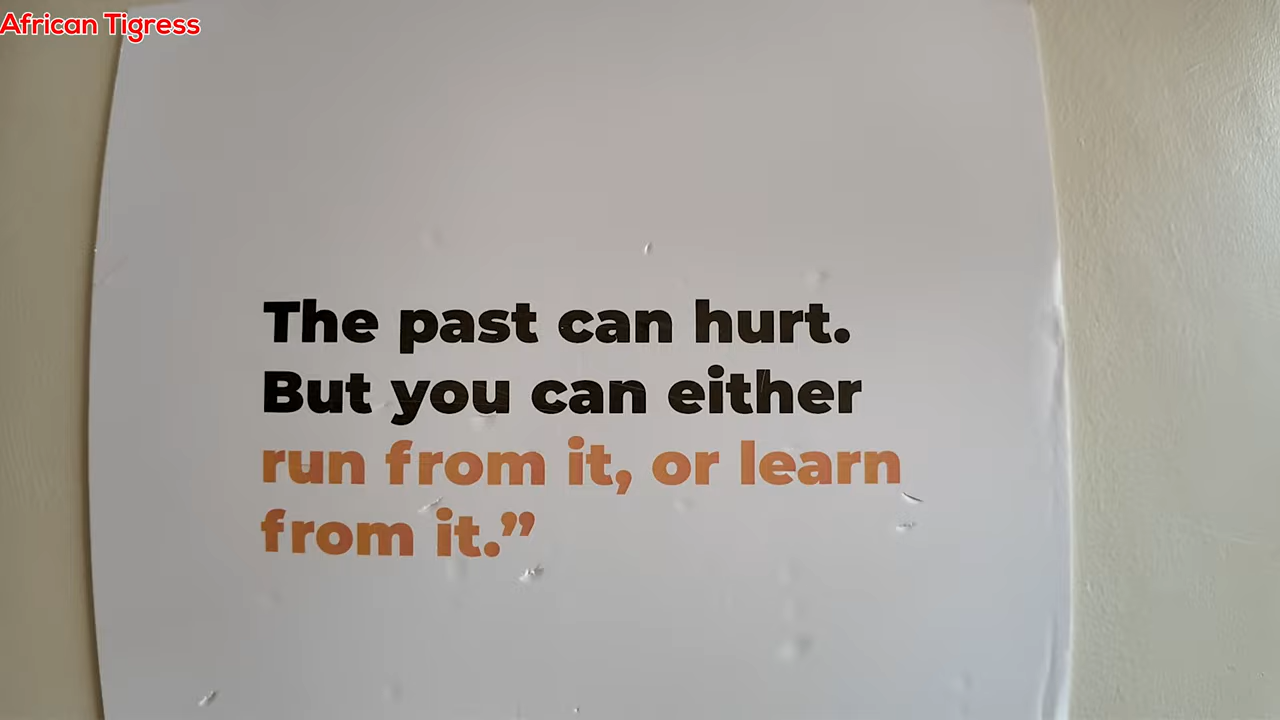 African Tigress
The past can hurt.
But you can either
run from it, or learn
from it.”